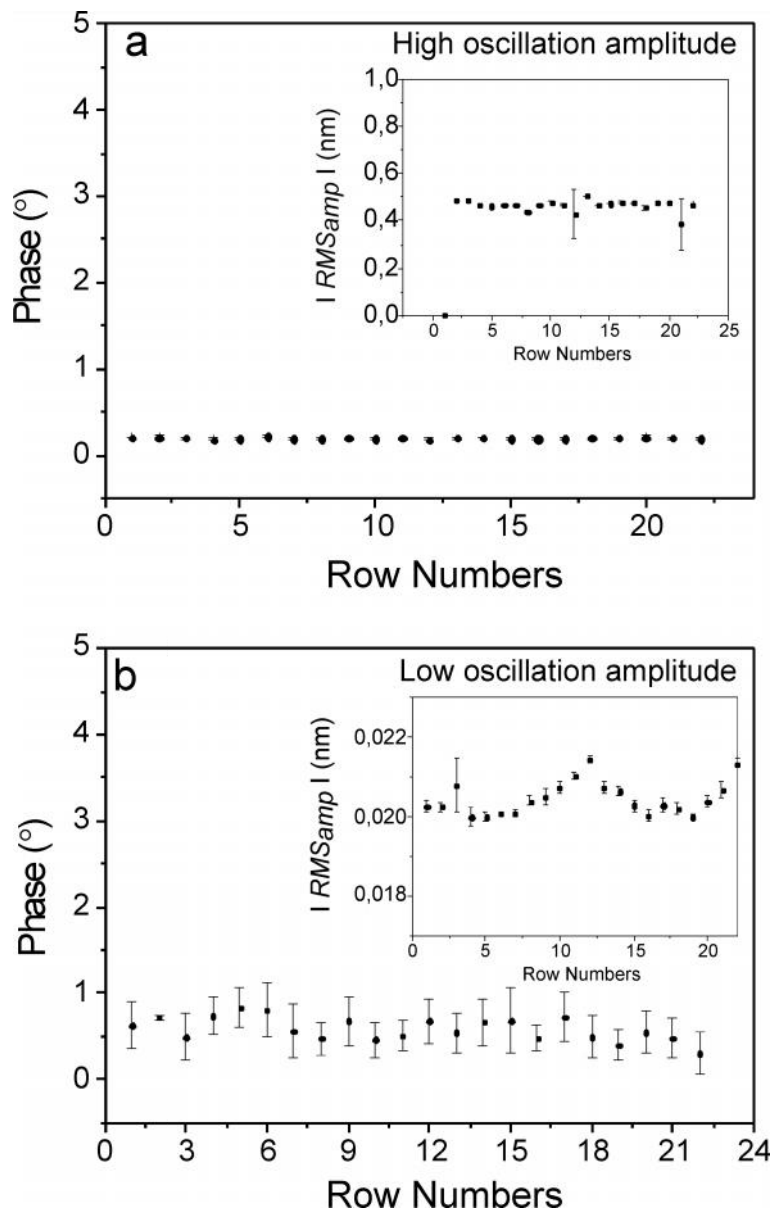 a
High oscillation amplitude
Phase (°)
5
4
3
2
1
0
0 5 10 15 20
Row Numbers
I RMSamp I (nm)
1,0
0,8
0,6
0,4
0,2
0,0
0 5 10 15 20 25
Row Numbers
b
Low oscillation amplitude
Phase (°)
5
4
3
2
1
0
0 3 6 9 12 15 18 21 24
Row Numbers
I RMSamp I (nm)
0,022
0,020
0,018
0 5 10 15 20
Row Numbers